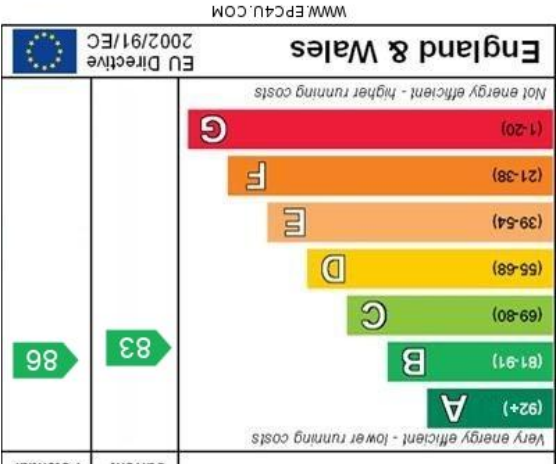 Very energy efficient - lower running costs
(92+) A
(81-91) B
(69-80) C
(55-68) D
(39-54) E
(21-38) F
(1-20) G
Not energy efficient - higher running costs
83
86
England & Wales
EU Directive
2002/91/EC
WWW.EPC4U.COM